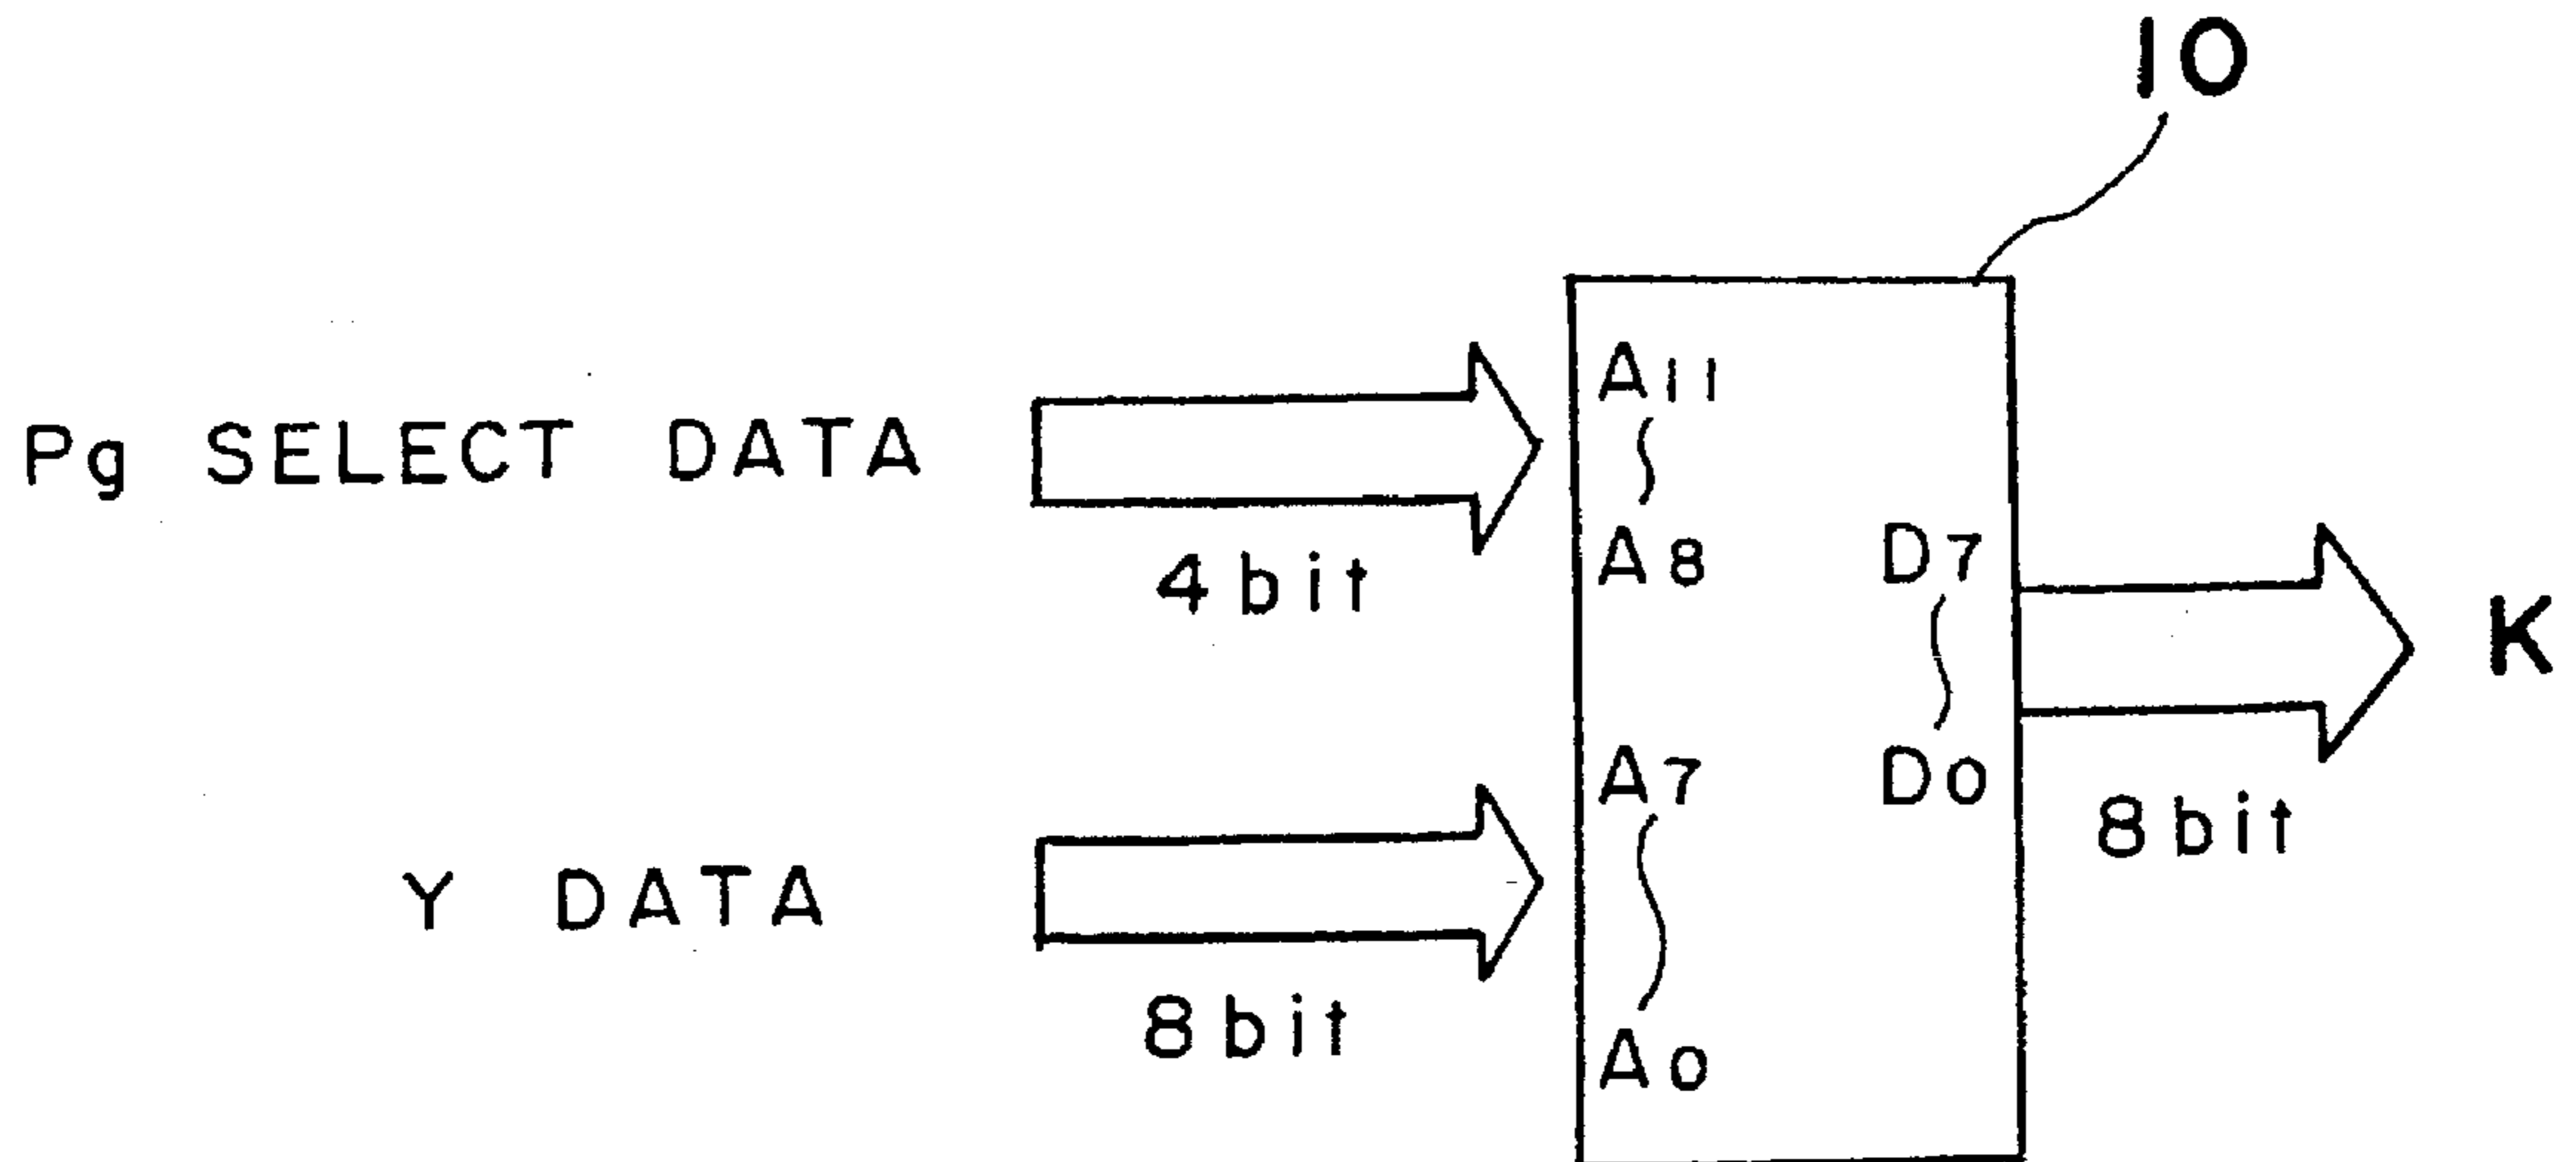 10
Pg SELECT DATA
4 bit
A11
A8
D7
K
Y DATA
8 bit
A7
A0
D0
8 bit